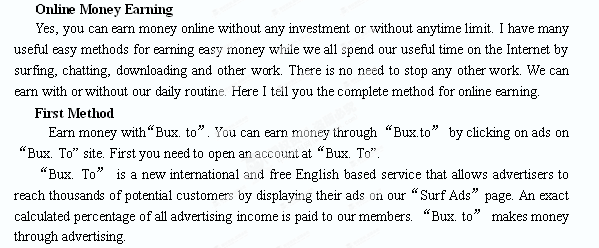 Online Money Earning
Yes, you can earn money online without any investment or without anytime limit. I have many
useful easy methods for earning easy money while we all spend our useful time on the Internet by
surfing, chatting, downloading and other work. There is no need to stop any other work. We can
earn with or without our daily routine. Here I tell you the complete method for online earning.
First Method
Earn money with “Bux. to”. You can earn money through “Bux.to” by clicking on ads on
“Bux. To” site. First you need to open an account at “Bux. To”.
“Bux. To” is a new international and free English based service that allows advertisers to
reach thousands of potential customers by displaying their ads on our “Surf Ads” page. An exact
calculated percentage of all advertising income is paid to our members. “Bux. to” makes money
through advertising.